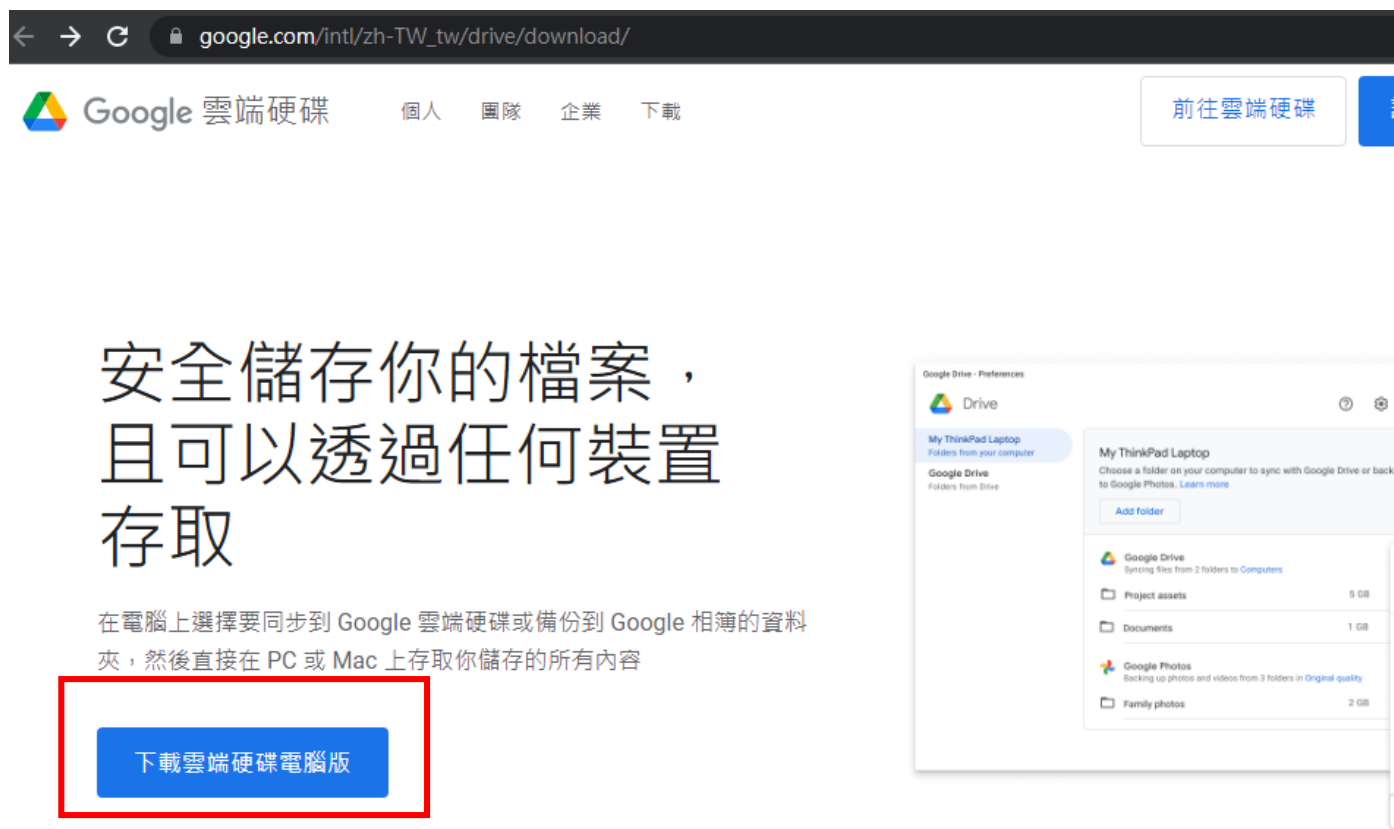 google.com/intl/zh-TW_tw/drive/download/
Google 雲端硬碟 個人 團隊 企業 下載 前往雲端硬碟
安全儲存你的檔案，
且可以透過任何裝置
存取
在電腦上選擇要同步到 Google 雲端硬碟或備份到 Google 相簿的資料
夾，然後直接在 PC 或 Mac 上存取你儲存的所有內容
下載雲端硬碟電腦版
Google Drive - Preferences
Drive
My ThinkPad Laptop
Folders from your computer
Google Drive
Folders from Drive
My ThinkPad Laptop
Choose a folder on your computer to sync with Google Drive or back
to Google Photos. Learn more
Add folder
Google Drive
Syncing files from 2 folders to Computers
Project assets 5 GB
Documents 1 GB
Google Photos
Backing up photos and videos from 3 folders in Original quality
Family photos 2 GB